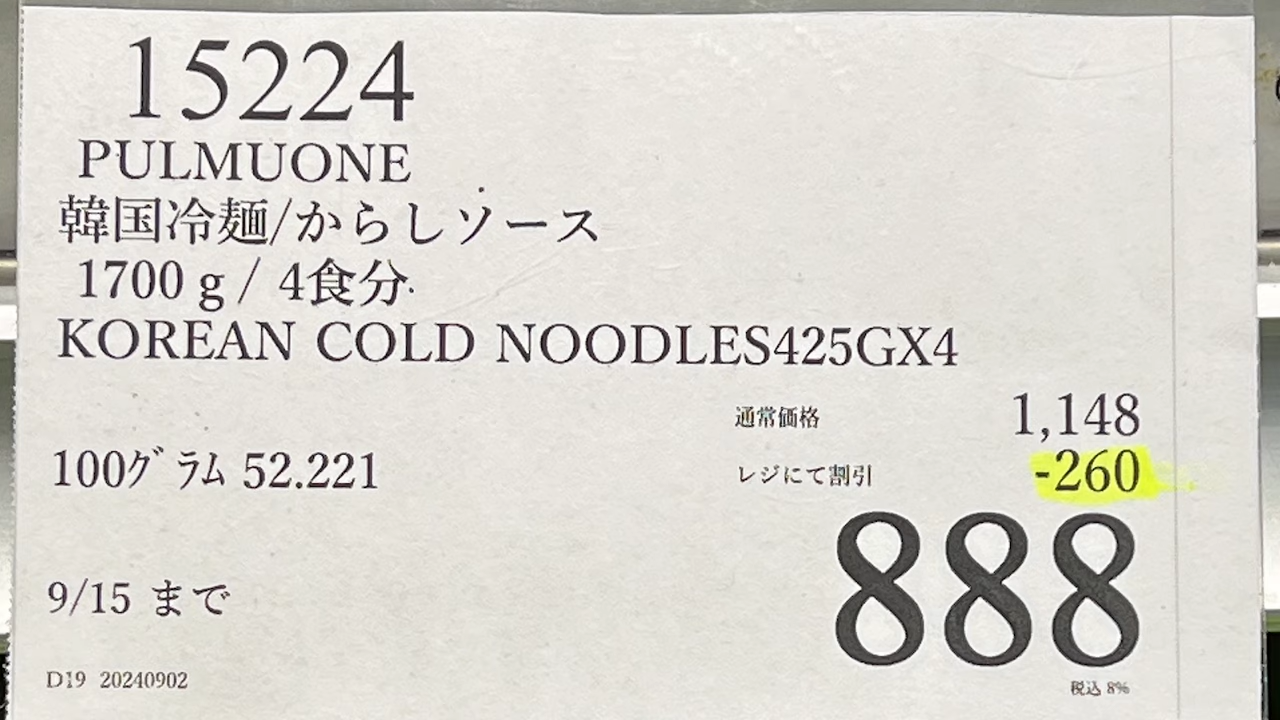 15224
PULMUONE
韓国冷麺/からしソース
1700 g / 4食分
KOREAN COLD NOODLES425GX4
通常価格 1,148
100グラム 52.221 レジにて割引 -260
888
9/15 まで
D19 20240902
税込 8%